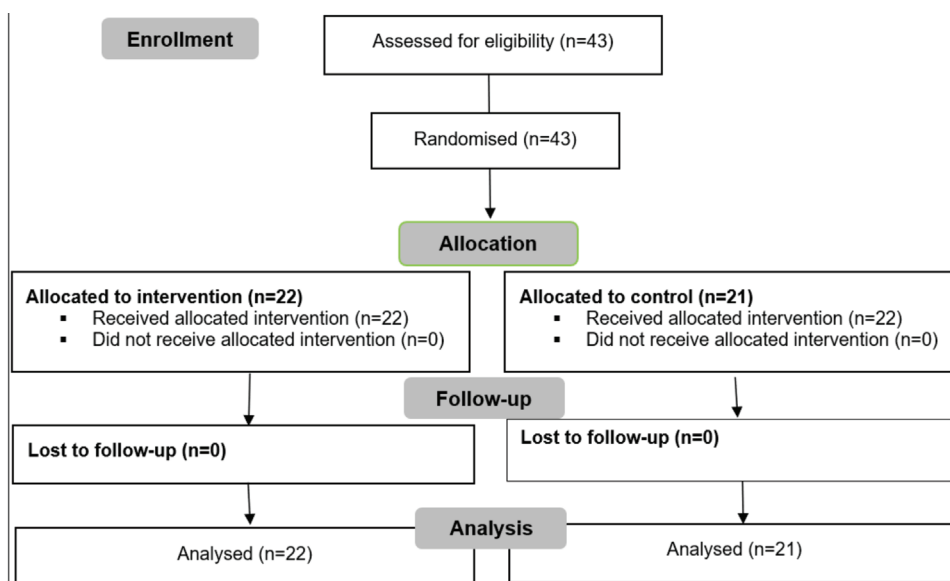 Enrollment
Assessed for eligibility (n=43)
Randomised (n=43)
Allocation
Allocated to intervention (n=22)
▪ Received allocated intervention (n=22)
▪ Did not receive allocated intervention (n=0)
Allocated to control (n=21)
▪ Received allocated intervention (n=22)
▪ Did not receive allocated intervention (n=0)
Follow-up
Lost to follow-up (n=0)
Lost to follow-up (n=0)
Analysis
Analysed (n=22)
Analysed (n=21)